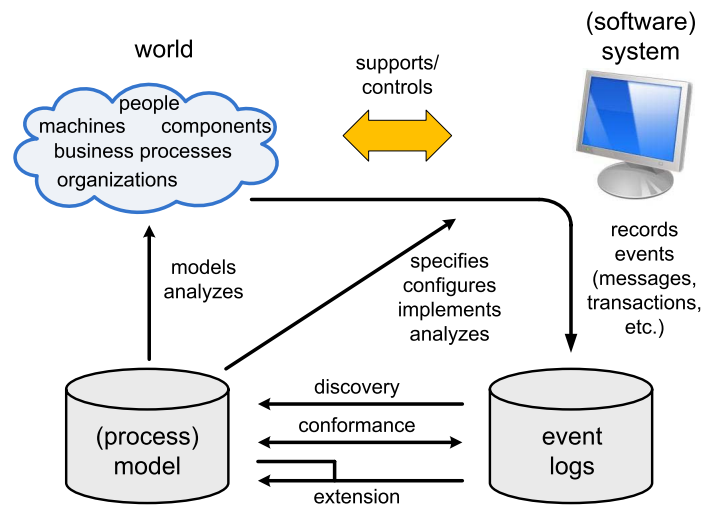 world
(software)
system
supports/
controls
people
machines components
business processes
organizations
models
analyzes
specifies
configures
implements
analyzes
records
events
(messages,
transactions,
etc.)
(process)
model
discovery
conformance
extension
event
logs